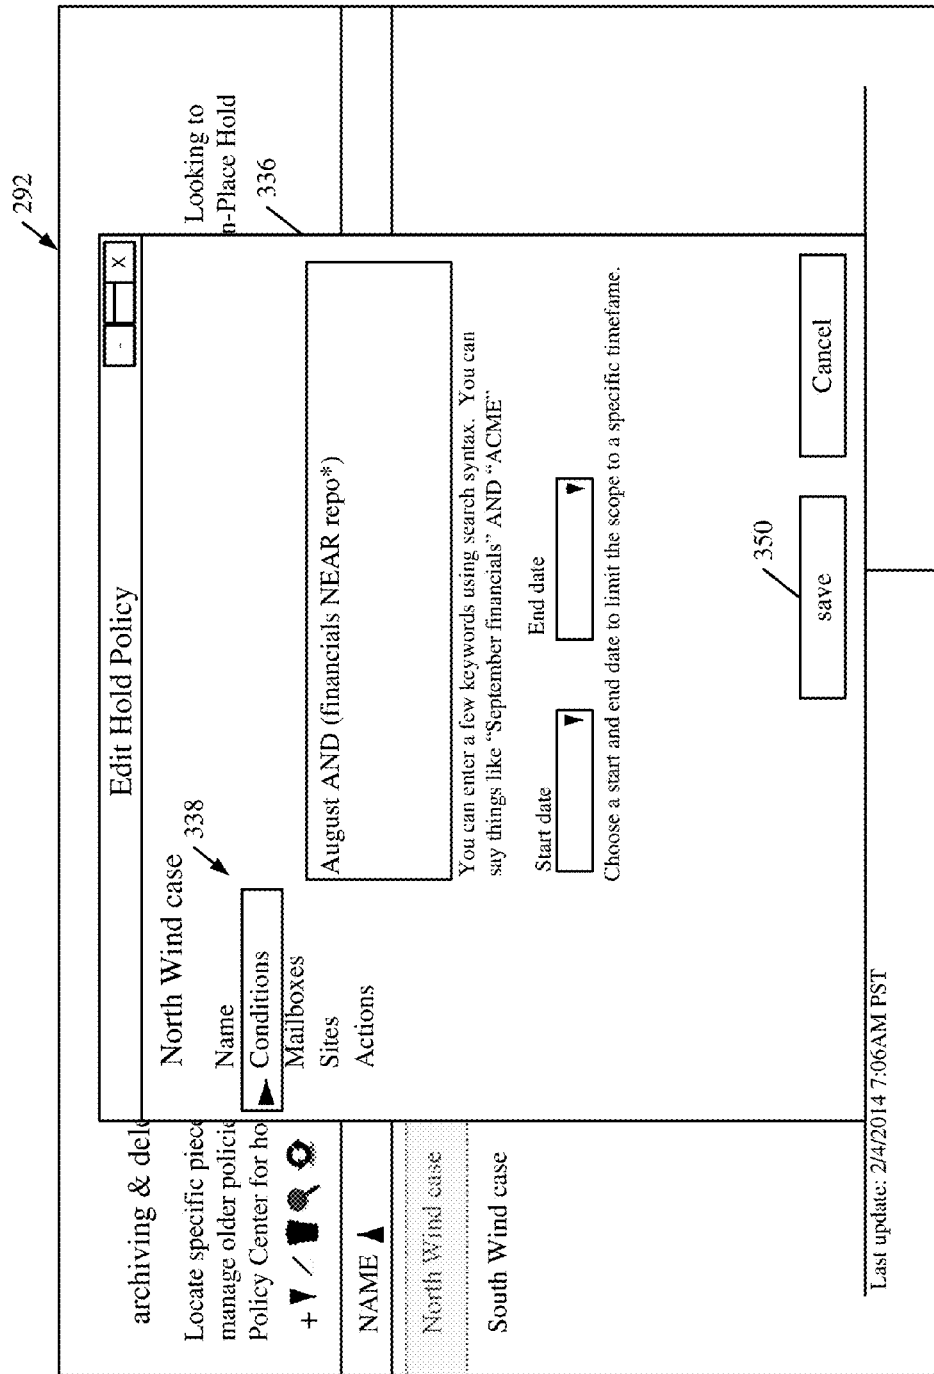 292
Edit Hold Policy
- X
archiving & dele
Locate specific piece
manage older policie
Policy Center for ho
Looking to
n-Place Hold
336
+
NAME
North Wind case
South Wind case
North Wind case
338
Name
Conditions
Mailboxes
Sites
Actions
August AND (financials NEAR repo*)
You can enter a few keywords using search syntax. You can
say things like “September financials” AND “ACME”
Start date
End date
Choose a start and end date to limit the scope to a specific timefame.
350
save
Cancel
Last update: 2/4/2014 7:06AM PST